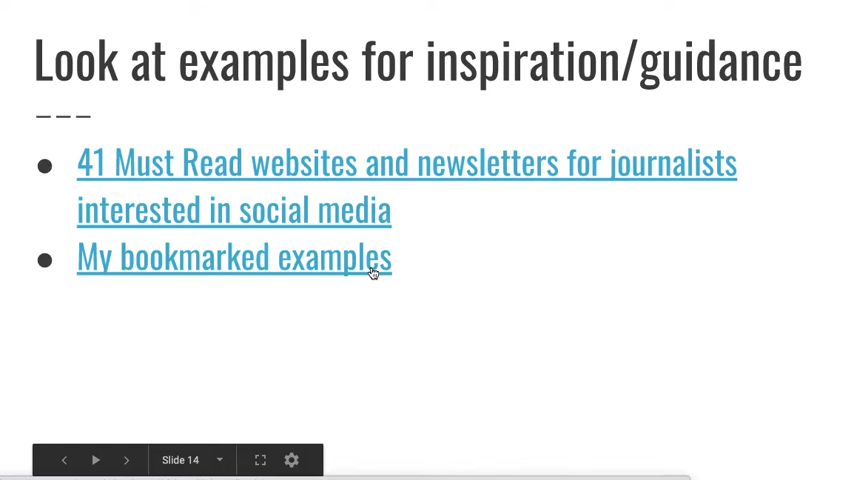 Look at examples for inspiration/guidance
● 41 Must Read websites and newsletters for journalists
interested in social media
● My bookmarked examples
Slide 14